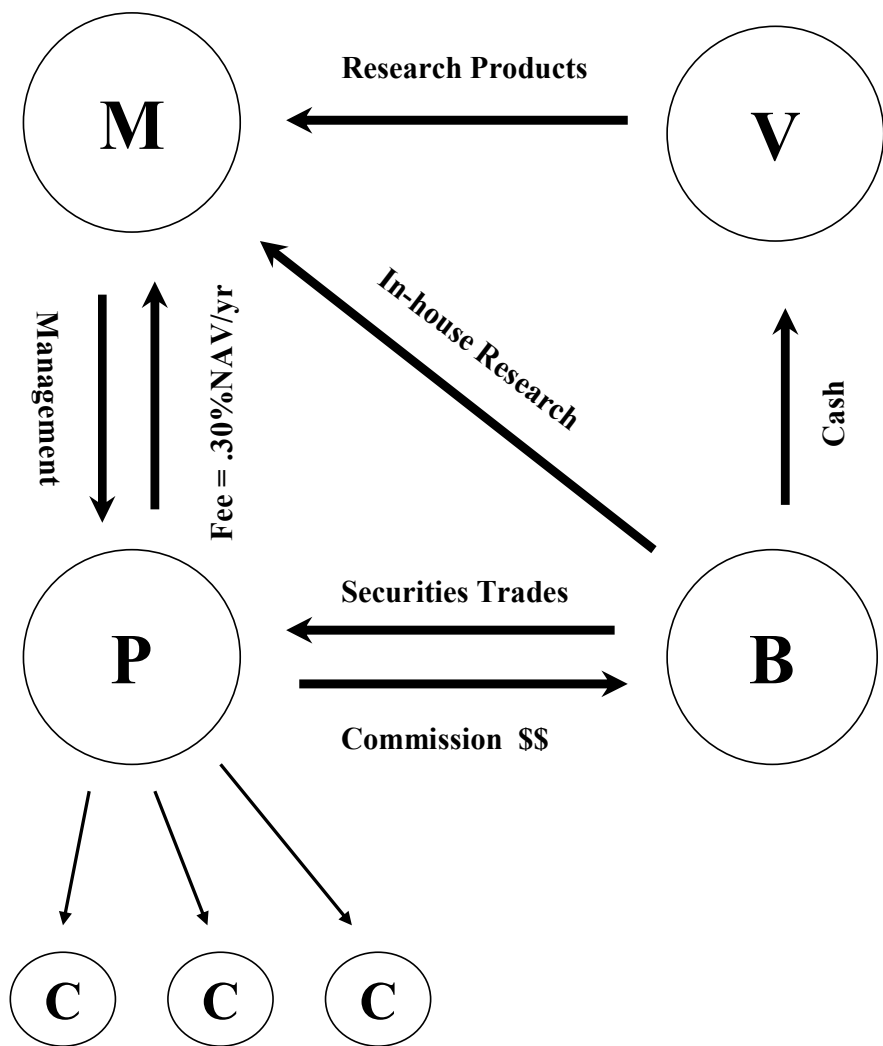 Research Products
M
V
In-house Research
Management
Fee = .30%NAV/yr
Cash
Securities Trades
P
B
Commission $$
C
C
C